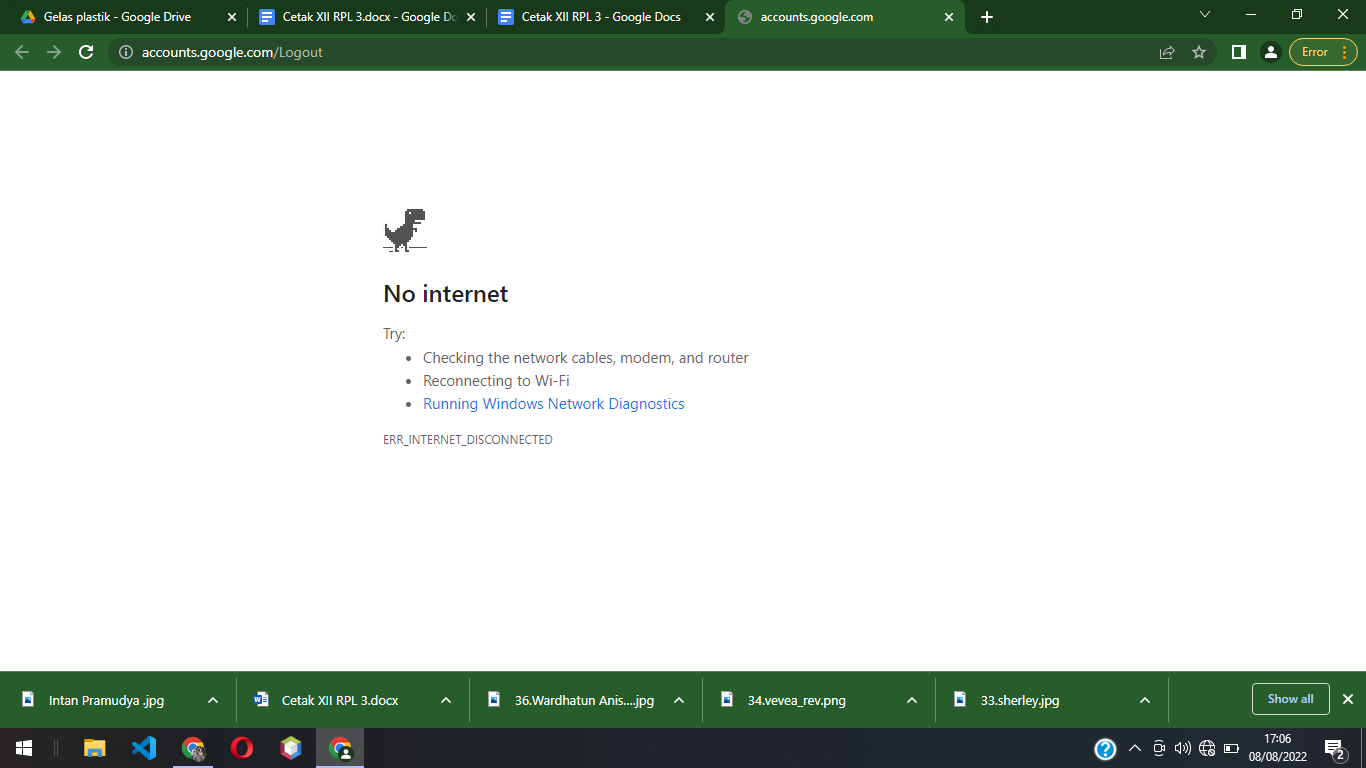 Gelas plastik - Google Drive
Cetak XII RPL 3.docx - Google Do
Cetak XII RPL 3 - Google Docs
accounts.google.com
accounts.google.com/Logout
Error
No internet
Try:
• Checking the network cables, modem, and router
• Reconnecting to Wi-Fi
• Running Windows Network Diagnostics
ERR_INTERNET_DISCONNECTED
Intan Pramudya .jpg
Cetak XII RPL 3.docx
36.Wardhatun Anis....jpg
34.vevea_rev.png
33.sherley.jpg
Show all
17:06
08/08/2022
2